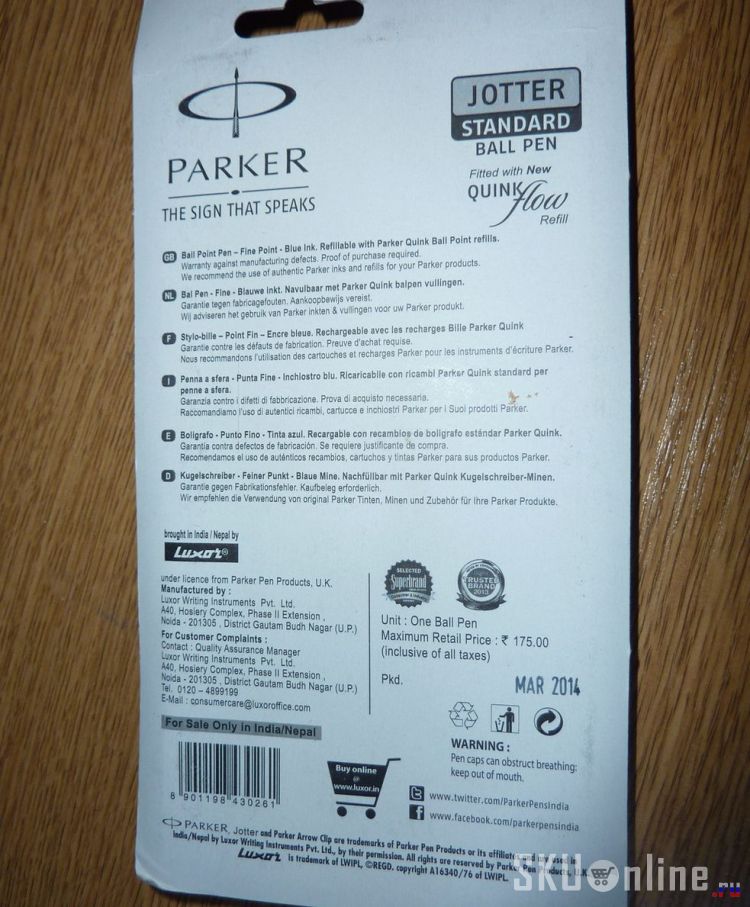 PARKER
THE SIGN THAT SPEAKS
JOTTER
STANDARD
BALL PEN
Fitted with New
QUINK flow
Refill
GB Ball Point Pen – Fine Point - Blue Ink. Refillable with Parker Quink Ball Point refills.
Warranty against manufacturing defects. Proof of purchase required.
We recommend the use of authentic Parker inks and refills for your Parker products.
NL Bal Pen - Fine - Blauwe inkt. Navulbaar met Parker Quink balpen vullingen.
Garantie tegen fabricagefouten. Aankoopbewijs vereist.
Wij adviseren het gebruik van Parker inkten & vullingen voor uw Parker produkt.
F Stylo-bille – Point Fin – Encre bleue. Rechargeable avec les recharges Bille Parker Quink
Garantie contre les défauts de fabrication. Preuve d'achat requise.
Nous recommandons l'utilisation des cartouches et recharges Parker pour les instruments d'écriture Parker.
I Penna a sfera - Punta Fine - Inchiostro blu. Ricaricabile con ricambi Parker Quink standard per
penne a sfera.
Garanzia contro i difetti di fabbricazione. Prova di acquisto necessaria.
Raccomandiamo l'uso di autentici ricambi, cartucce e inchiostri Parker per i Suoi prodotti Parker.
E Boligrafo - Punto Fino - Tinta azul. Recargable con recambios de boligrafo estándar Parker Quink.
Garantía contra defectos de fabricación. Se requiere justificante de compra.
Recomendamos el uso de auténticos recambios, cartuchos y tintas Parker para sus productos Parker.
D Kugelschreiber - Feiner Punkt - Blaue Mine. Nachfüllbar mit Parker Quink Kugelschreiber-Minen.
Garantie gegen Fabrikationsfehler. Kaufbeleg erforderlich.
Wir empfehlen die Verwendung von original Parker Tinten, Minen und Zubehör für Ihre Parker Produkte.
brought in India / Nepal by
Luxor®
under licence from Parker Pen Products, U.K.
Manufactured by :
Luxor Writing Instruments Pvt. Ltd.
A40, Hosiery Complex, Phase II Extension ,
Noida - 201305 , District Gautam Budh Nagar (U.P.)
For Customer Complaints :
Contact : Quality Assurance Manager
Luxor Writing Instruments Pvt. Ltd.
A40, Hosiery Complex, Phase II Extension ,
Noida - 201305 , District Gautam Budh Nagar (U.P.)
Tel. 0120 – 4899199
E-Mail : consumercare@luxoroffice.com
For Sale Only in India/Nepal
8 901198 430261
SELECTED
Superbrand
TRUSTED
BRAND
2013
Unit : One Ball Pen
Maximum Retail Price : ₹ 175.00
(inclusive of all taxes)
Pkd.
MAR 2014
WARNING :
Pen caps can obstruct breathing:
keep out of mouth.
Buy online
@
www.luxor.in
www.twitter.com/ParkerPensIndia
www.facebook.com/parkerpensindia
PARKER, Jotter and Parker Arrow Clip are trademarks of Parker Pen Products or its affiliates and are used in
India/Nepal by Luxor Writing Instruments Pvt. Ltd., by their permission. All rights are reserved by Parker Pen Products, U.K.
Luxor is trademark of LWIPL, ©REGD. copyright A16340/76 of LWIPL.
SKUonline.ru